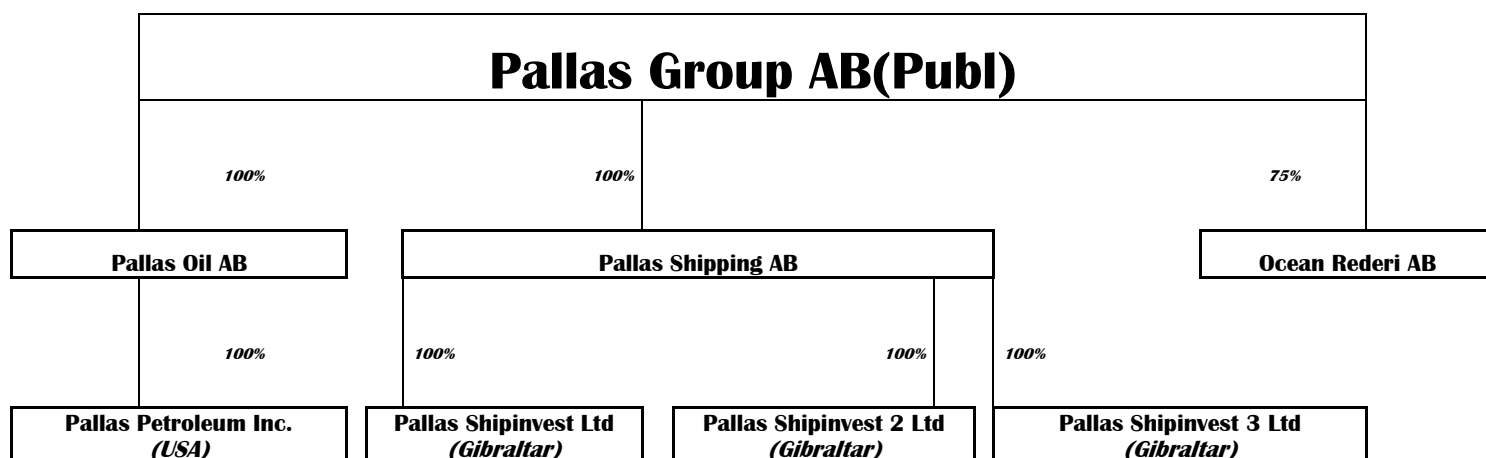 Pallas Group AB(Publ)
100%
100%
75%
Pallas Oil AB
Pallas Shipping AB
Ocean Rederi AB
100%
100%
100%
100%
Pallas Petroleum Inc.
(USA)
Pallas Shipinvest Ltd
(Gibraltar)
Pallas Shipinvest 2 Ltd
(Gibraltar)
Pallas Shipinvest 3 Ltd
(Gibraltar)